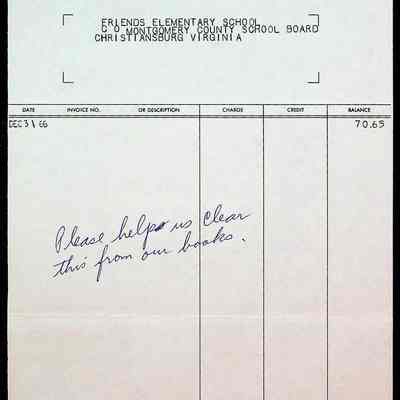 FRIENDS ELEMENTARY SCHOOL
C O MONTGOMERY COUNTY SCHOOL BOARD
CHRISTIANSBURG VIRGINIA
DATE INVOICE NO. OR DESCRIPTION CHARGE CREDIT BALANCE
DEC 31 66 70.65
Please help us clear
this from our books.